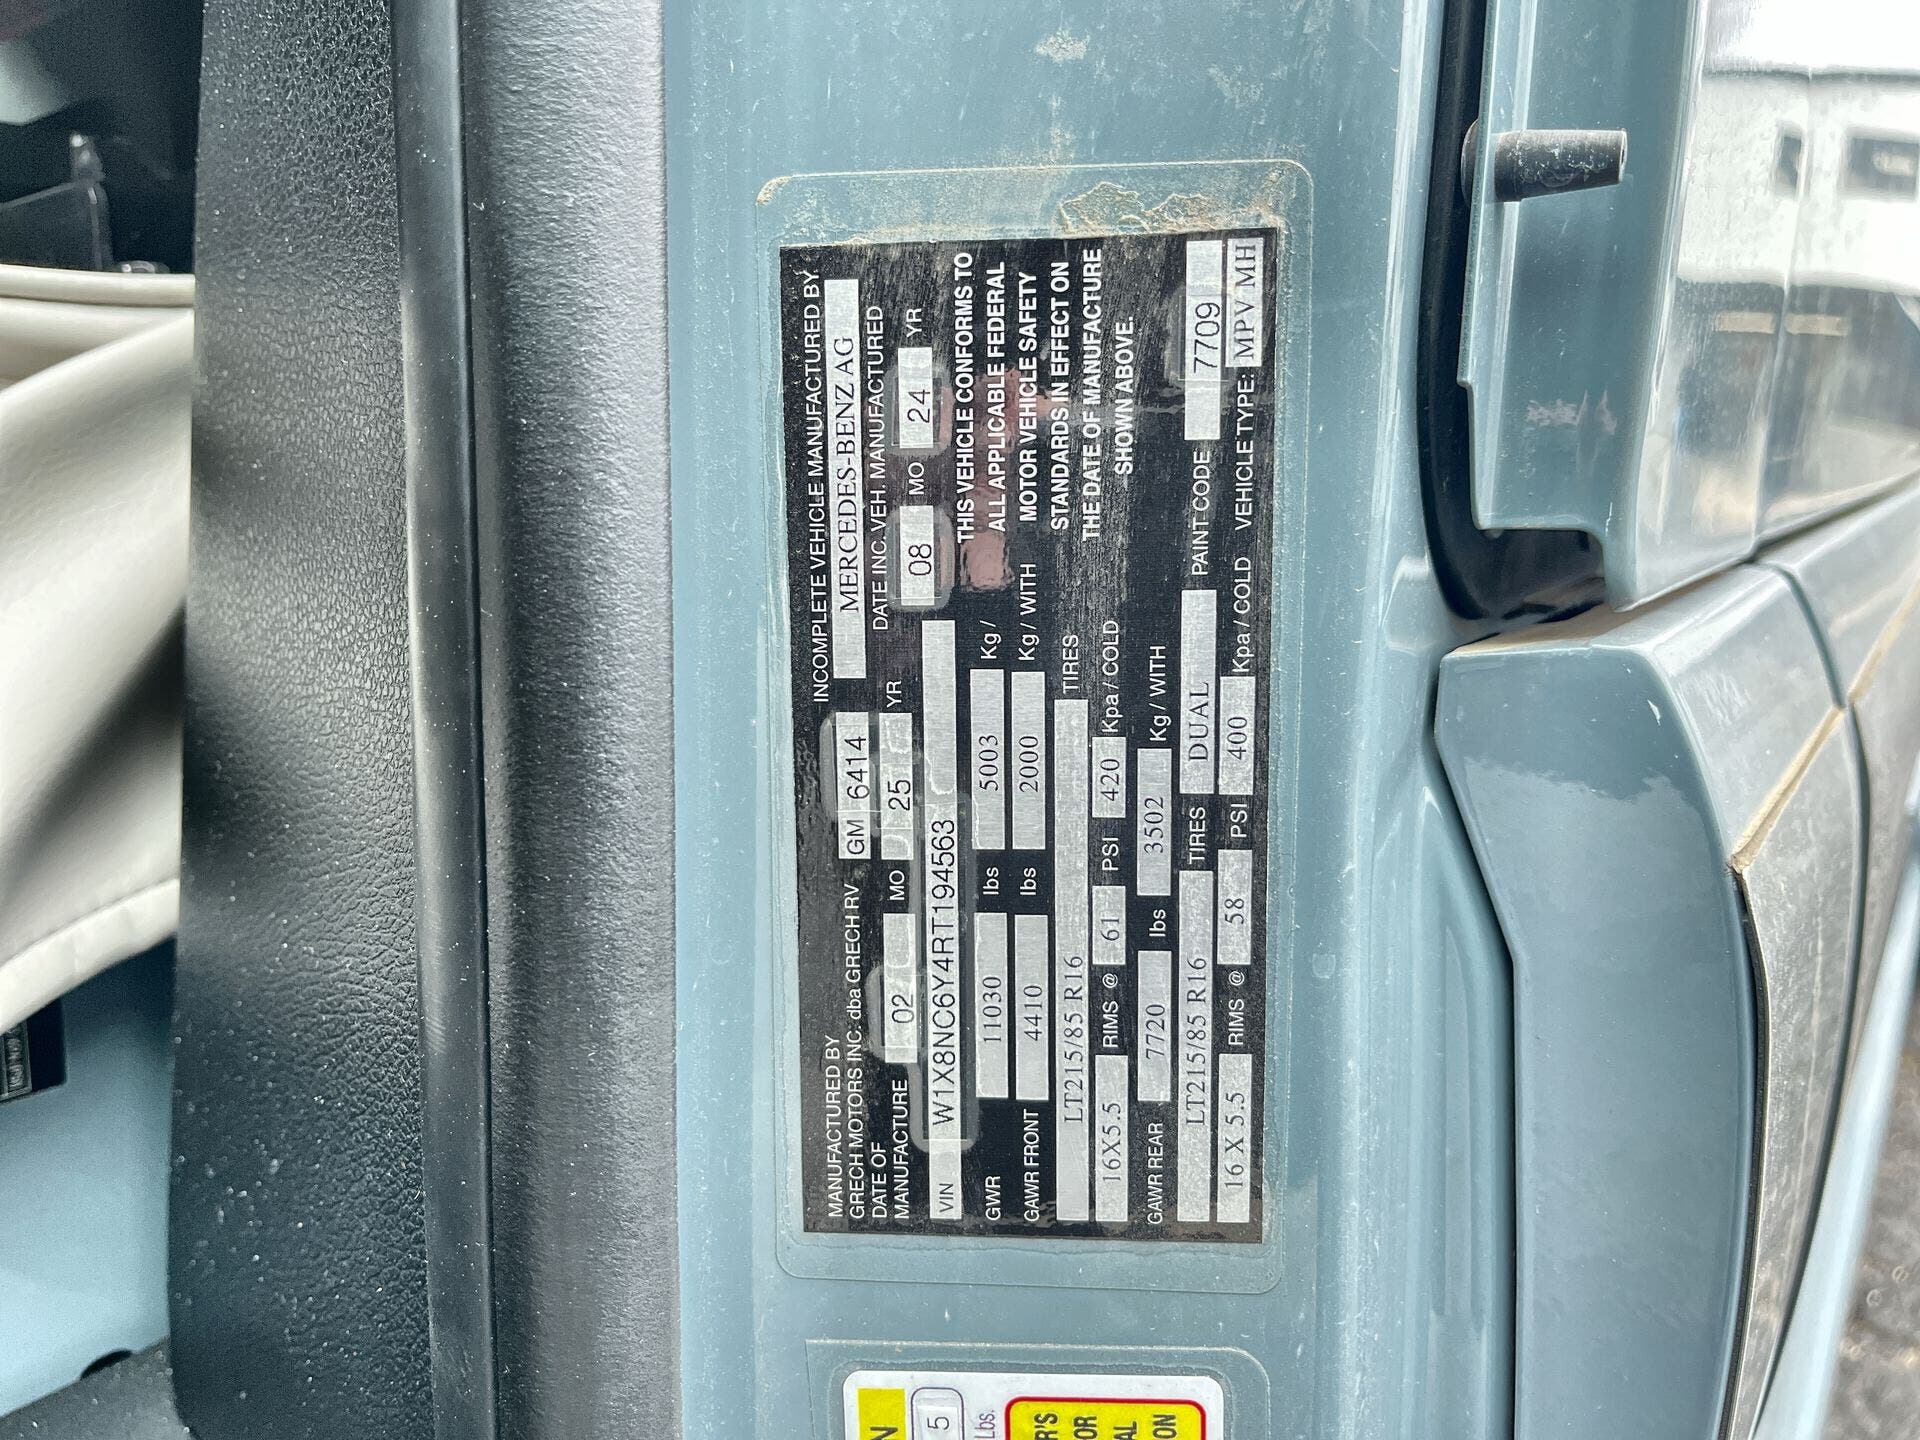 MANUFACTURED BY
GRECH MOTORS INC. dba GRECH RV GM 6414
DATE OF
MANUFACTURE 02 MO 25 YR
INCOMPLETE VEHICLE MANUFACTURED BY
MERCEDES-BENZ AG
DATE INC. VEH. MANUFACTURED
08 MO 24 YR
VIN W1X8NC6Y4RT194563
GWR 11030 lbs 5003 Kg /
GAWR FRONT 4410 lbs 2000 Kg / WITH
LT215/85 R16 TIRES
16X5.5 RIMS @ 61 PSI 420 Kpa / COLD
THIS VEHICLE CONFORMS TO
ALL APPLICABLE FEDERAL
MOTOR VEHICLE SAFETY
STANDARDS IN EFFECT ON
THE DATE OF MANUFACTURE
SHOWN ABOVE.
GAWR REAR 7720 lbs 3502 Kg / WITH
LT215/85 R16 TIRES DUAL PAINT CODE 7709
16 X 5.5 RIMS @ 58 PSI 400 Kpa / COLD VEHICLE TYPE: MPV MH
N
5
Lbs.
R'S
OR
AL
ON